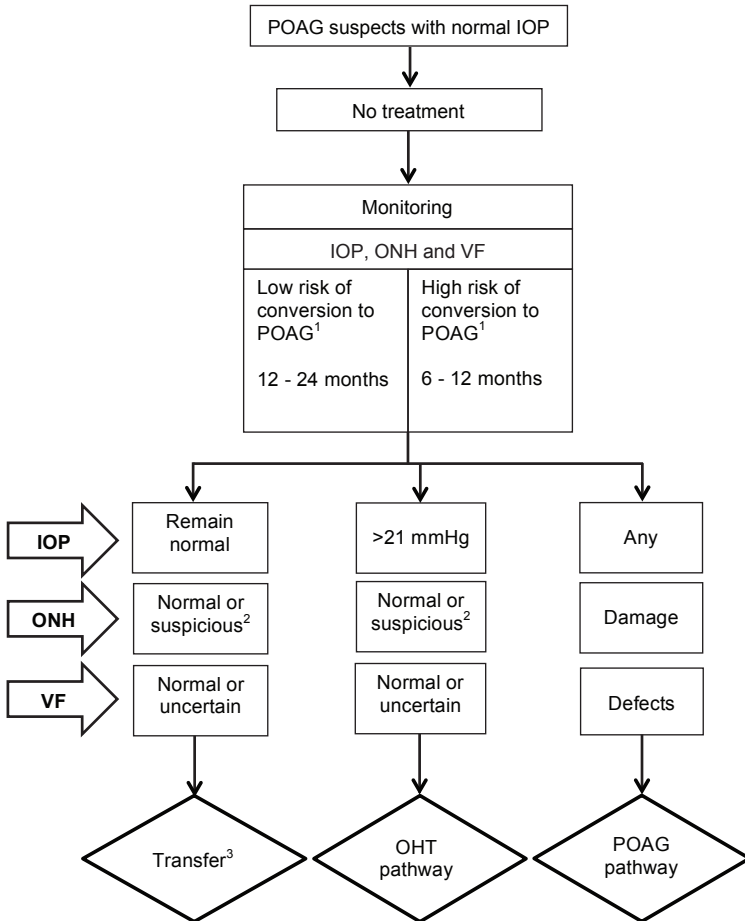 POAG suspects with normal IOP
No treatment
Monitoring
IOP, ONH and VF
Low risk of
conversion to
POAG¹
12 - 24 months
High risk of
conversion to
POAG¹
6 - 12 months
IOP
Remain
normal
>21 mmHg
Any
ONH
Normal or
suspicious²
Normal or
suspicious²
Damage
VF
Normal or
uncertain
Normal or
uncertain
Defects
Transfer³
OHT
pathway
POAG
pathway